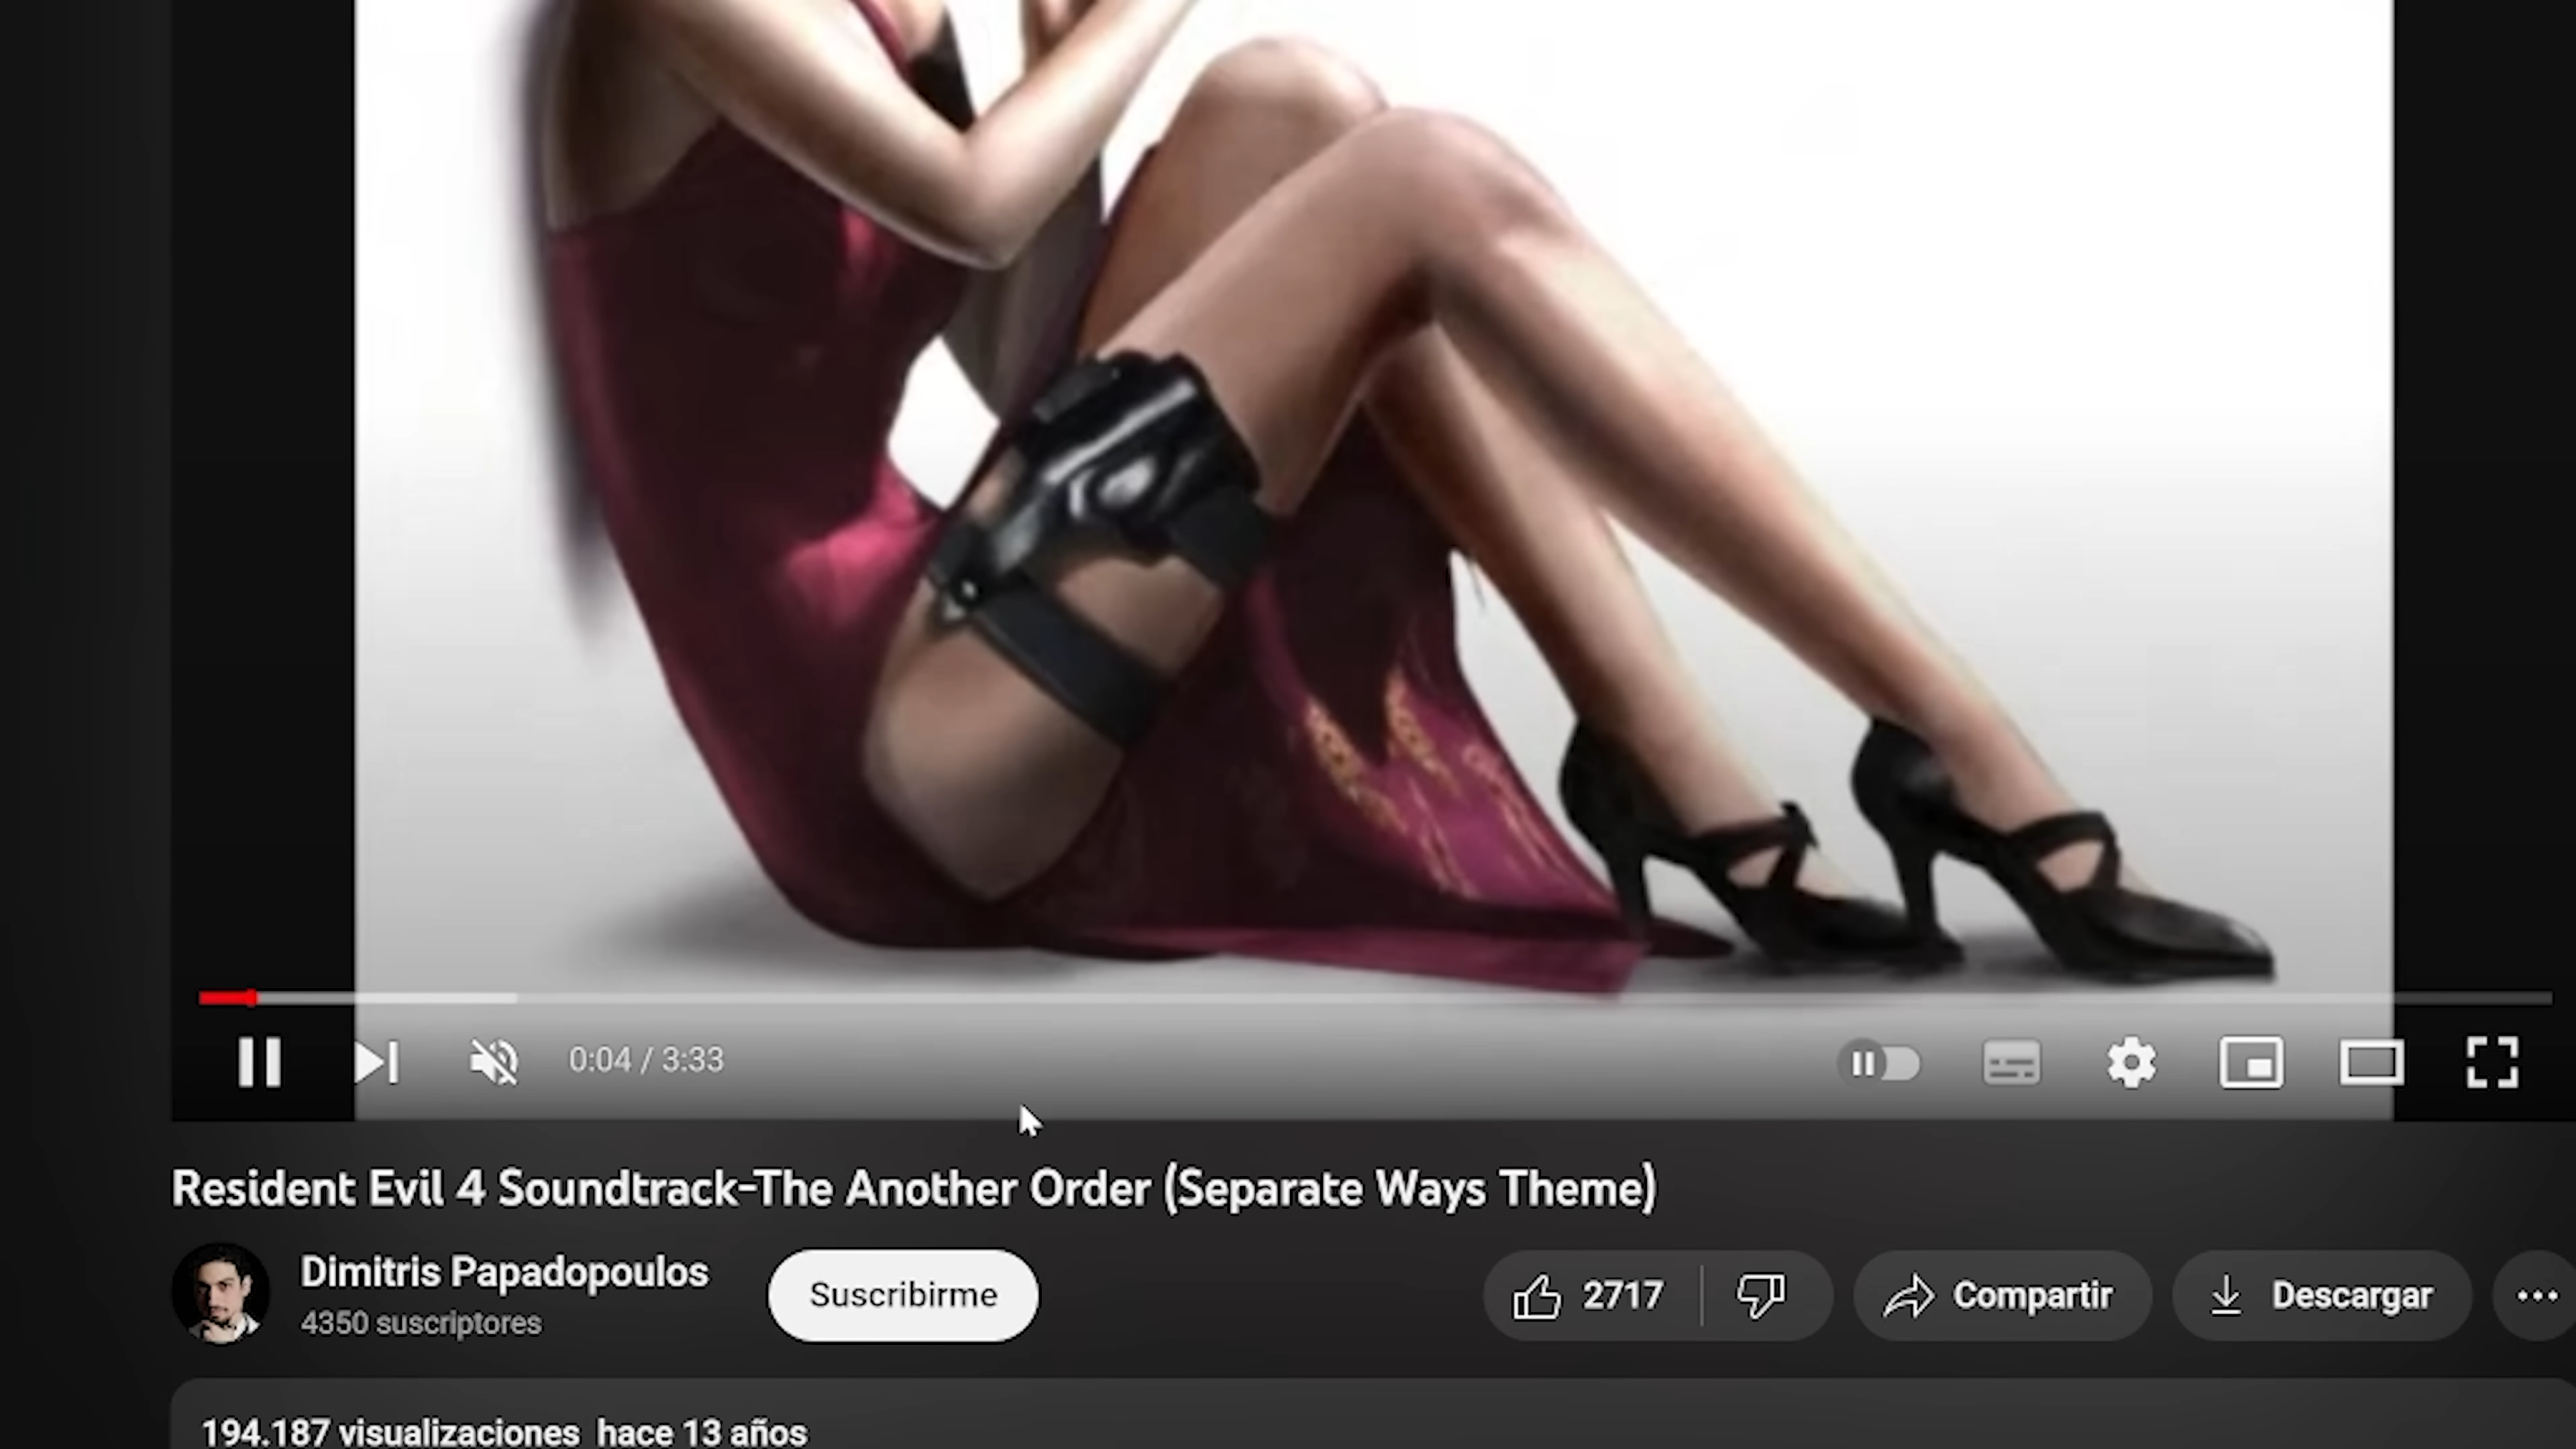 0:04 / 3:33
Resident Evil 4 Soundtrack-The Another Order (Separate Ways Theme)
Dimitris Papadopoulos
4350 suscriptores
Suscribirme
2717
Compartir
Descargar
194.187 visualizaciones hace 13 años